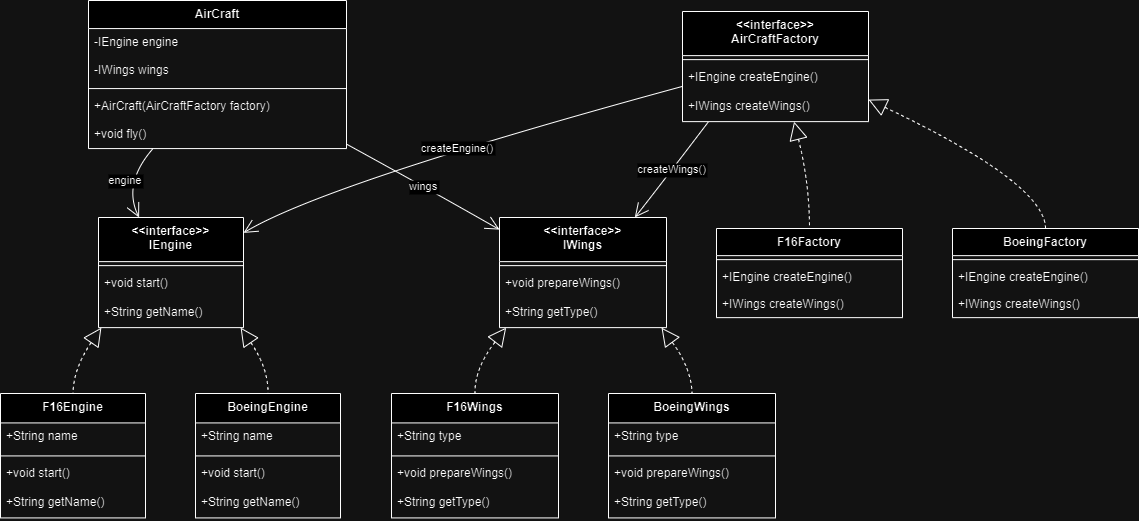 AirCraft
-IEngine engine
-IWings wings
+AirCraft(AirCraftFactory factory)
+void fly()
<<interface>>
AirCraftFactory
+IEngine createEngine()
+IWings createWings()
createEngine()
engine
wings
createWings()
<<interface>>
IEngine
+void start()
+String getName()
<<interface>>
IWings
+void prepareWings()
+String getType()
F16Factory
+IEngine createEngine()
+IWings createWings()
BoeingFactory
+IEngine createEngine()
+IWings createWings()
F16Engine
+String name
+void start()
+String getName()
BoeingEngine
+String name
+void start()
+String getName()
F16Wings
+String type
+void prepareWings()
+String getType()
BoeingWings
+String type
+void prepareWings()
+String getType()